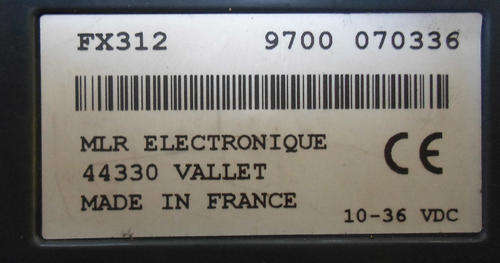 FX312 9700 070336
MLR ELECTRONIQUE
44330 VALLET
MADE IN FRANCE
CE
10-36 VDC